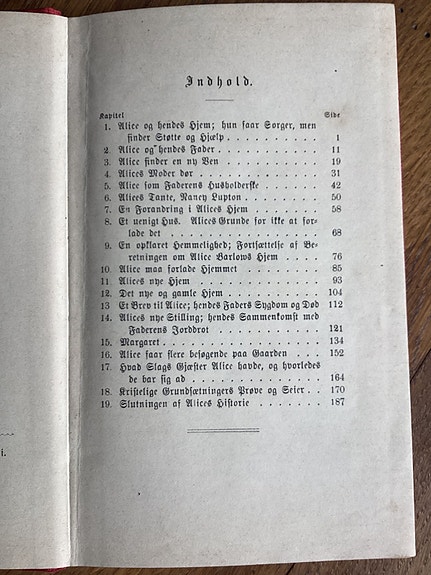 Indhold.
Kapitel Side
1. Alice og hendes Hjem; hun faar Sorger, men
finder Støtte og Hjælp . . . . . . . . . 1
2. Alice og hendes Fader . . . . . . . . . 11
3. Alice finder en ny Ven . . . . . . . . . 19
4. Alices Moder dør . . . . . . . . . . . 31
5. Alice som Faderens Husholderske . . . . . 42
6. Alices Tante, Nancy Lupton . . . . . . . 50
7. En Forandring i Alices Hjem . . . . . . 58
8. Et uenigt Hus. Alices Grunde for ikke at for-
lade det . . . . . . . . . . . . . . 68
9. En opklaret Hemmelighed; Fortsættelse af Be-
retningen om Alice Barlows Hjem . . . . 76
10. Alice maa forlade Hjemmet . . . . . . . 85
11. Alices nye Hjem . . . . . . . . . . . 93
12. Det nye og gamle Hjem . . . . . . . . 104
13. Et Brev til Alice; hendes Faders Sygdom og Død 112
14. Alices nye Stilling; hendes Sammenkomst med
Faderens Jorddrot . . . . . . . . . . 121
15. Margaret . . . . . . . . . . . . . . 134
16. Alice faar flere besøgende paa Gaarden . . . 152
17. Hvad Slags Gjæster Alice havde, og hvorledes
de bar sig ad . . . . . . . . . . . . 164
18. Kristelige Grundsætningers Prøve og Seier . . 170
19. Slutningen af Alices Historie . . . . . . . 187
i.